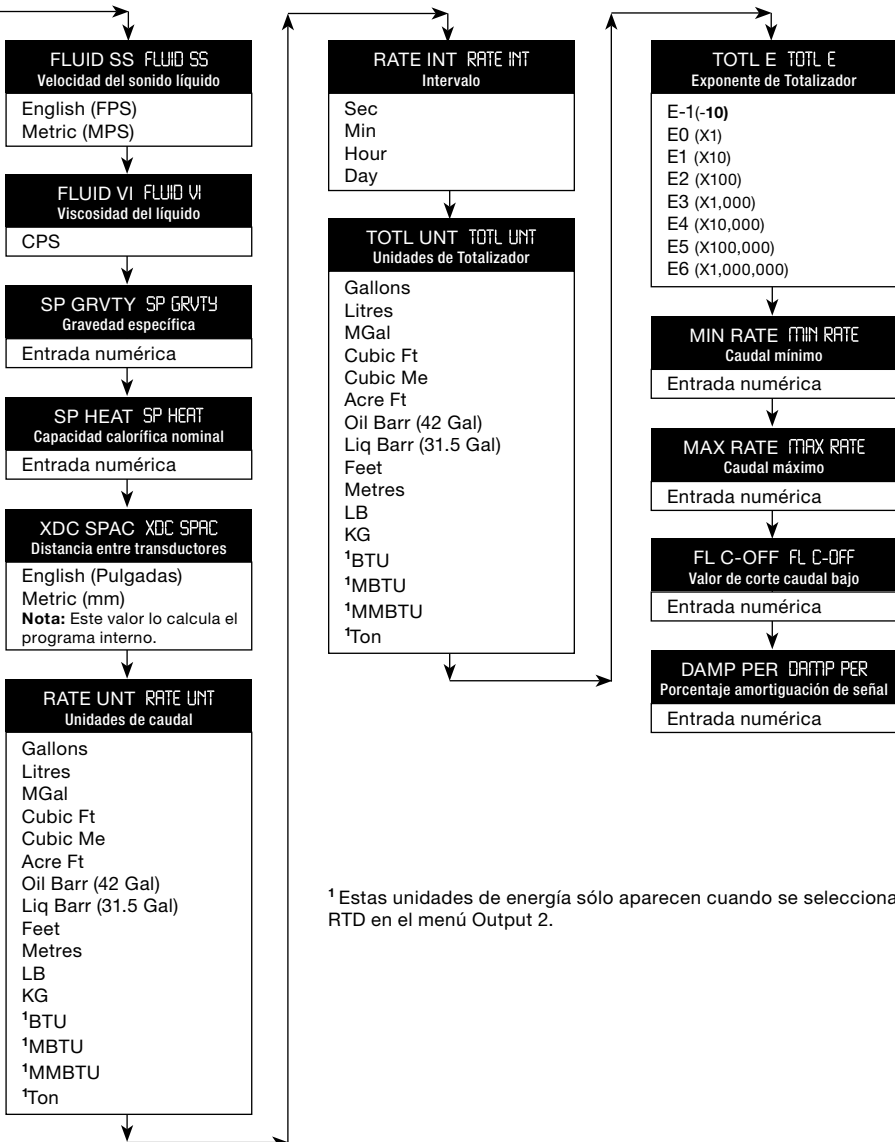 FLUID SS FLUID SS
Velocidad del sonido líquido
English (FPS)
Metric (MPS)
FLUID VI FLUID VI
Viscosidad del líquido
CPS
SP GRVTY SP GRVTY
Gravedad específica
Entrada numérica
SP HEAT SP HEAT
Capacidad calorífica nominal
Entrada numérica
XDC SPAC XDC SPAC
Distancia entre transductores
English (Pulgadas)
Metric (mm)
Nota: Este valor lo calcula el
programa interno.
RATE UNT RATE UNT
Unidades de caudal
Gallons
Litres
MGal
Cubic Ft
Cubic Me
Acre Ft
Oil Barr (42 Gal)
Liq Barr (31.5 Gal)
Feet
Metres
LB
KG
¹BTU
¹MBTU
¹MMBTU
¹Ton
RATE INT RATE INT
Intervalo
Sec
Min
Hour
Day
TOTL UNT TOTL UNT
Unidades de Totalizador
Gallons
Litres
MGal
Cubic Ft
Cubic Me
Acre Ft
Oil Barr (42 Gal)
Liq Barr (31.5 Gal)
Feet
Metres
LB
KG
¹BTU
¹MBTU
¹MMBTU
¹Ton
TOTL E TOTL E
Exponente de Totalizador
E-1(-10)
E0 (X1)
E1 (X10)
E2 (X100)
E3 (X1,000)
E4 (X10,000)
E5 (X100,000)
E6 (X1,000,000)
MIN RATE MIN RATE
Caudal mínimo
Entrada numérica
MAX RATE MAX RATE
Caudal máximo
Entrada numérica
FL C-OFF FL C-OFF
Valor de corte caudal bajo
Entrada numérica
DAMP PER DAMP PER
Porcentaje amortiguación de señal
Entrada numérica
¹ Estas unidades de energía sólo aparecen cuando se selecciona
RTD en el menú Output 2.